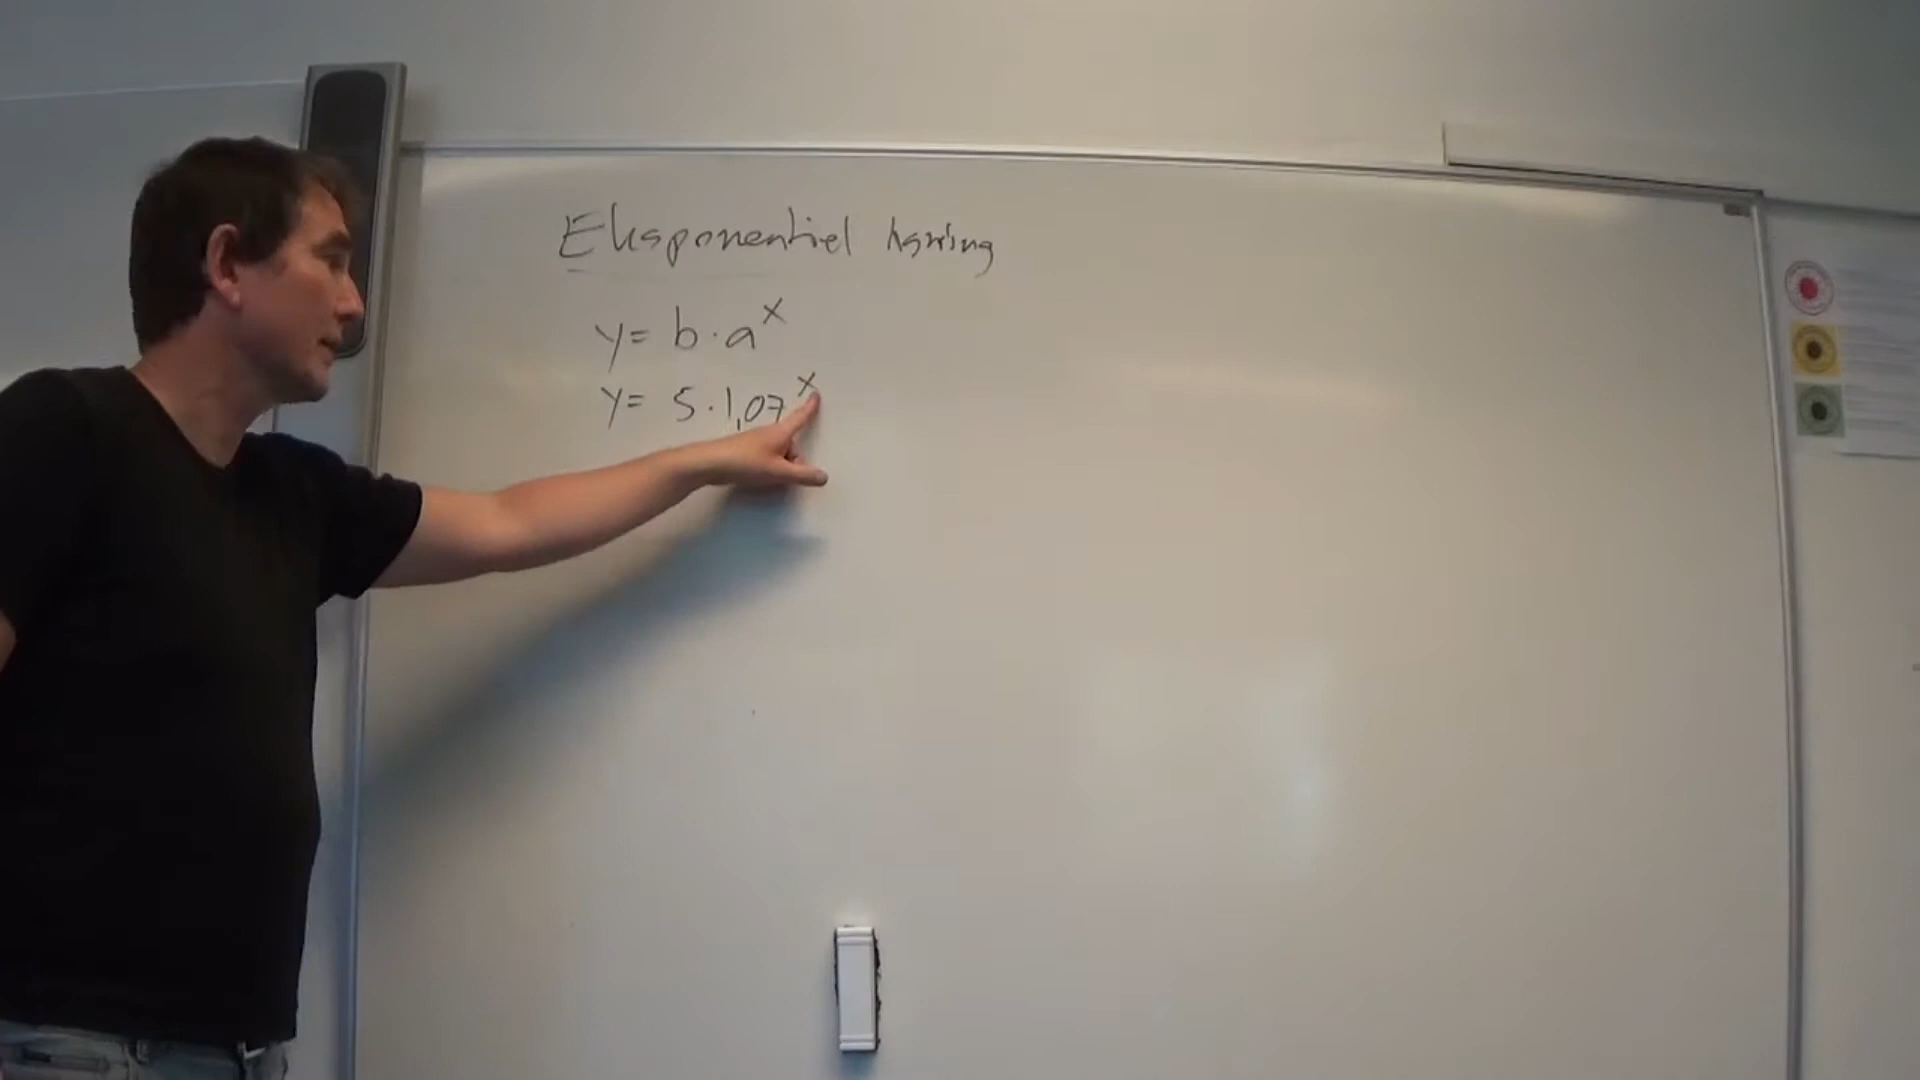 Eksponentiel
y = b · a^x
y = 5 · 1,07^x